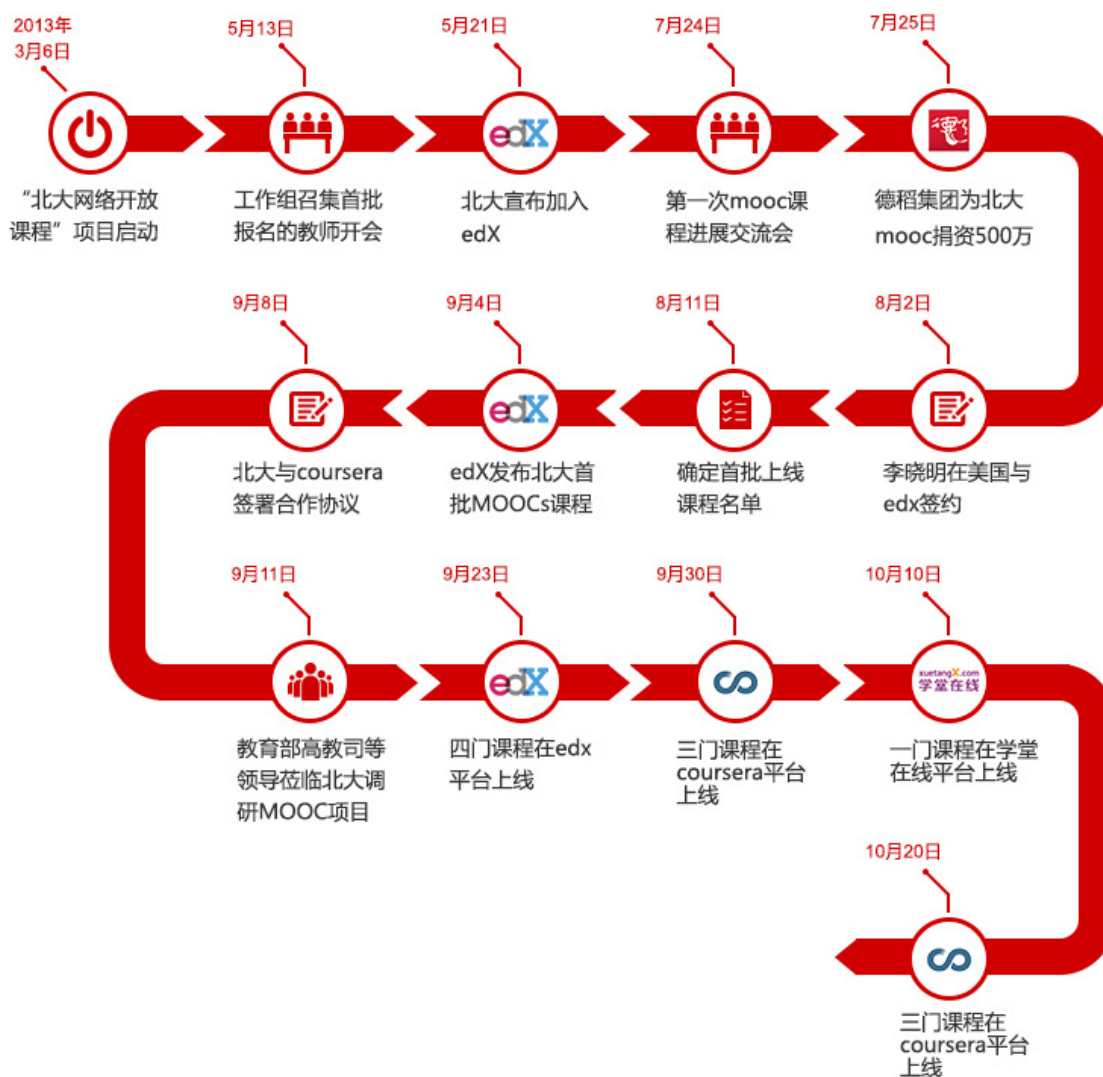 2013年
3月6日
“北大网络开放
课程”项目启动
5月13日
工作组召集首批
报名的教师开会
5月21日
edX
北大宣布加入
edX
7月24日
第一次mooc课
程进展交流会
7月25日
德稻集团为北大
mooc捐资500万
8月2日
李晓明在美国与
edx签约
8月11日
确定首批上线
课程名单
9月4日
edX
edX发布北大首
批MOOCs课程
9月8日
北大与coursera
签署合作协议
9月11日
教育部高教司等
领导莅临北大调
研MOOC项目
9月23日
edX
四门课程在edx
平台上线
9月30日
三门课程在
coursera平台
上线
10月10日
xuetangX.com
学堂在线
一门课程在学堂
在线平台上线
10月20日
三门课程在
coursera平台
上线